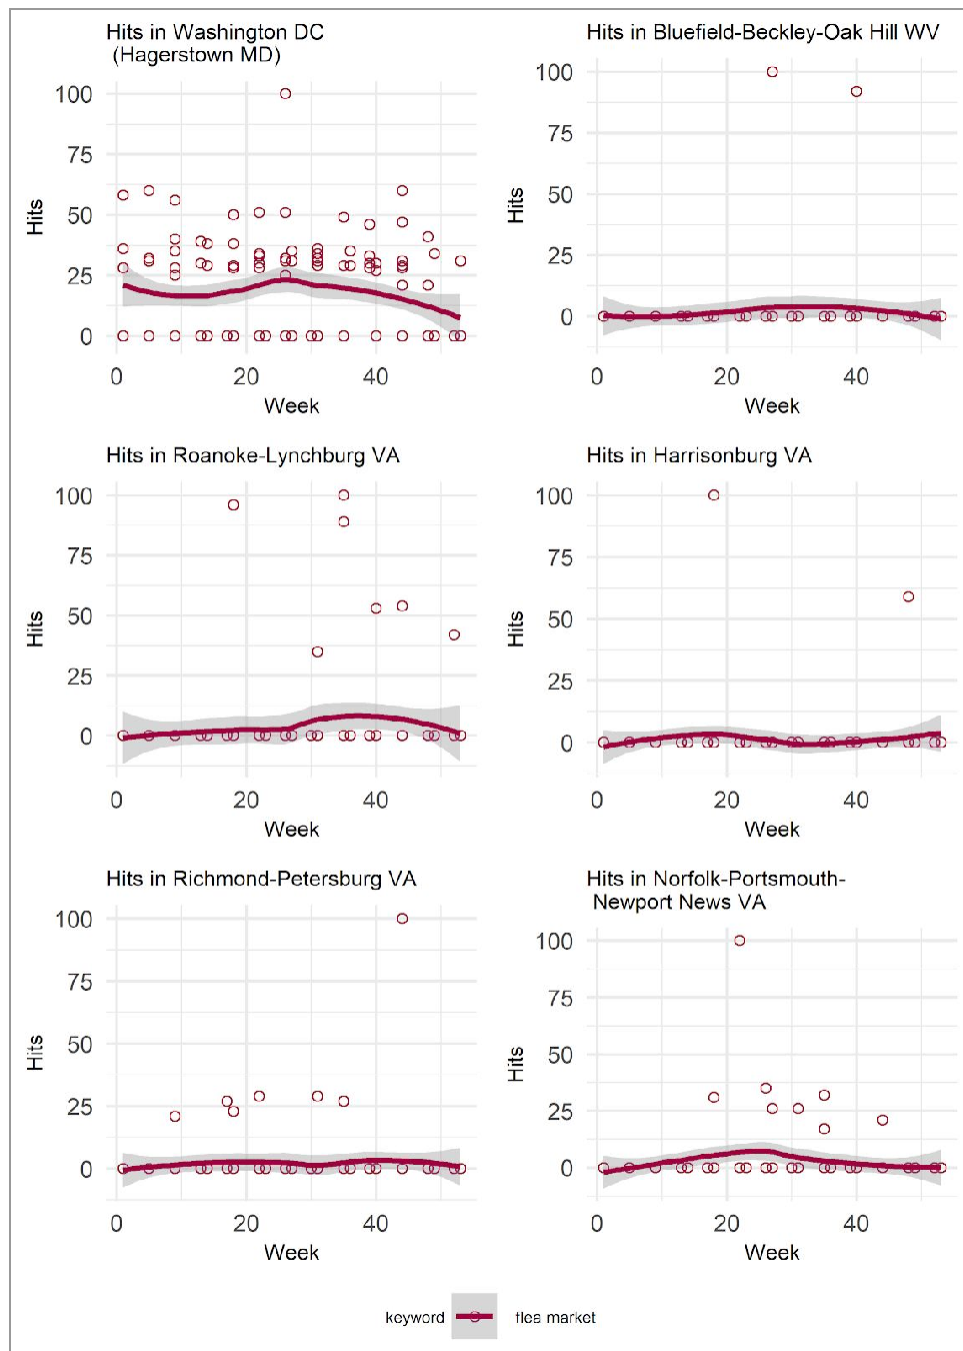 Hits in Washington DC
(Hagerstown MD)
100
75
50
25
0
Hits
0 20 40
Week
Hits in Bluefield-Beckley-Oak Hill WV
100
75
50
25
0
Hits
0 20 40
Week
Hits in Roanoke-Lynchburg VA
100
75
50
25
0
Hits
0 20 40
Week
Hits in Harrisonburg VA
100
75
50
25
0
Hits
0 20 40
Week
Hits in Richmond-Petersburg VA
100
75
50
25
0
Hits
0 20 40
Week
Hits in Norfolk-Portsmouth-
Newport News VA
100
75
50
25
0
Hits
0 20 40
Week
keyword flea market